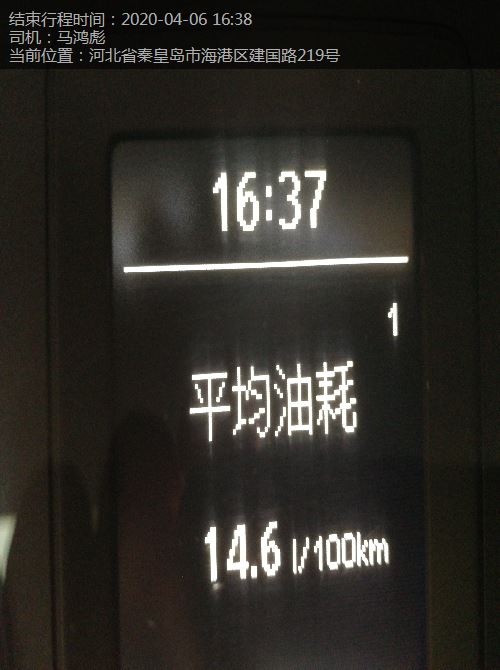 结束行程时间：2020-04-06 16:38
司机：马鸿彪
当前位置：河北省秦皇岛市海港区建国路219号
16:37
1
平均油耗
14.6 l/100km